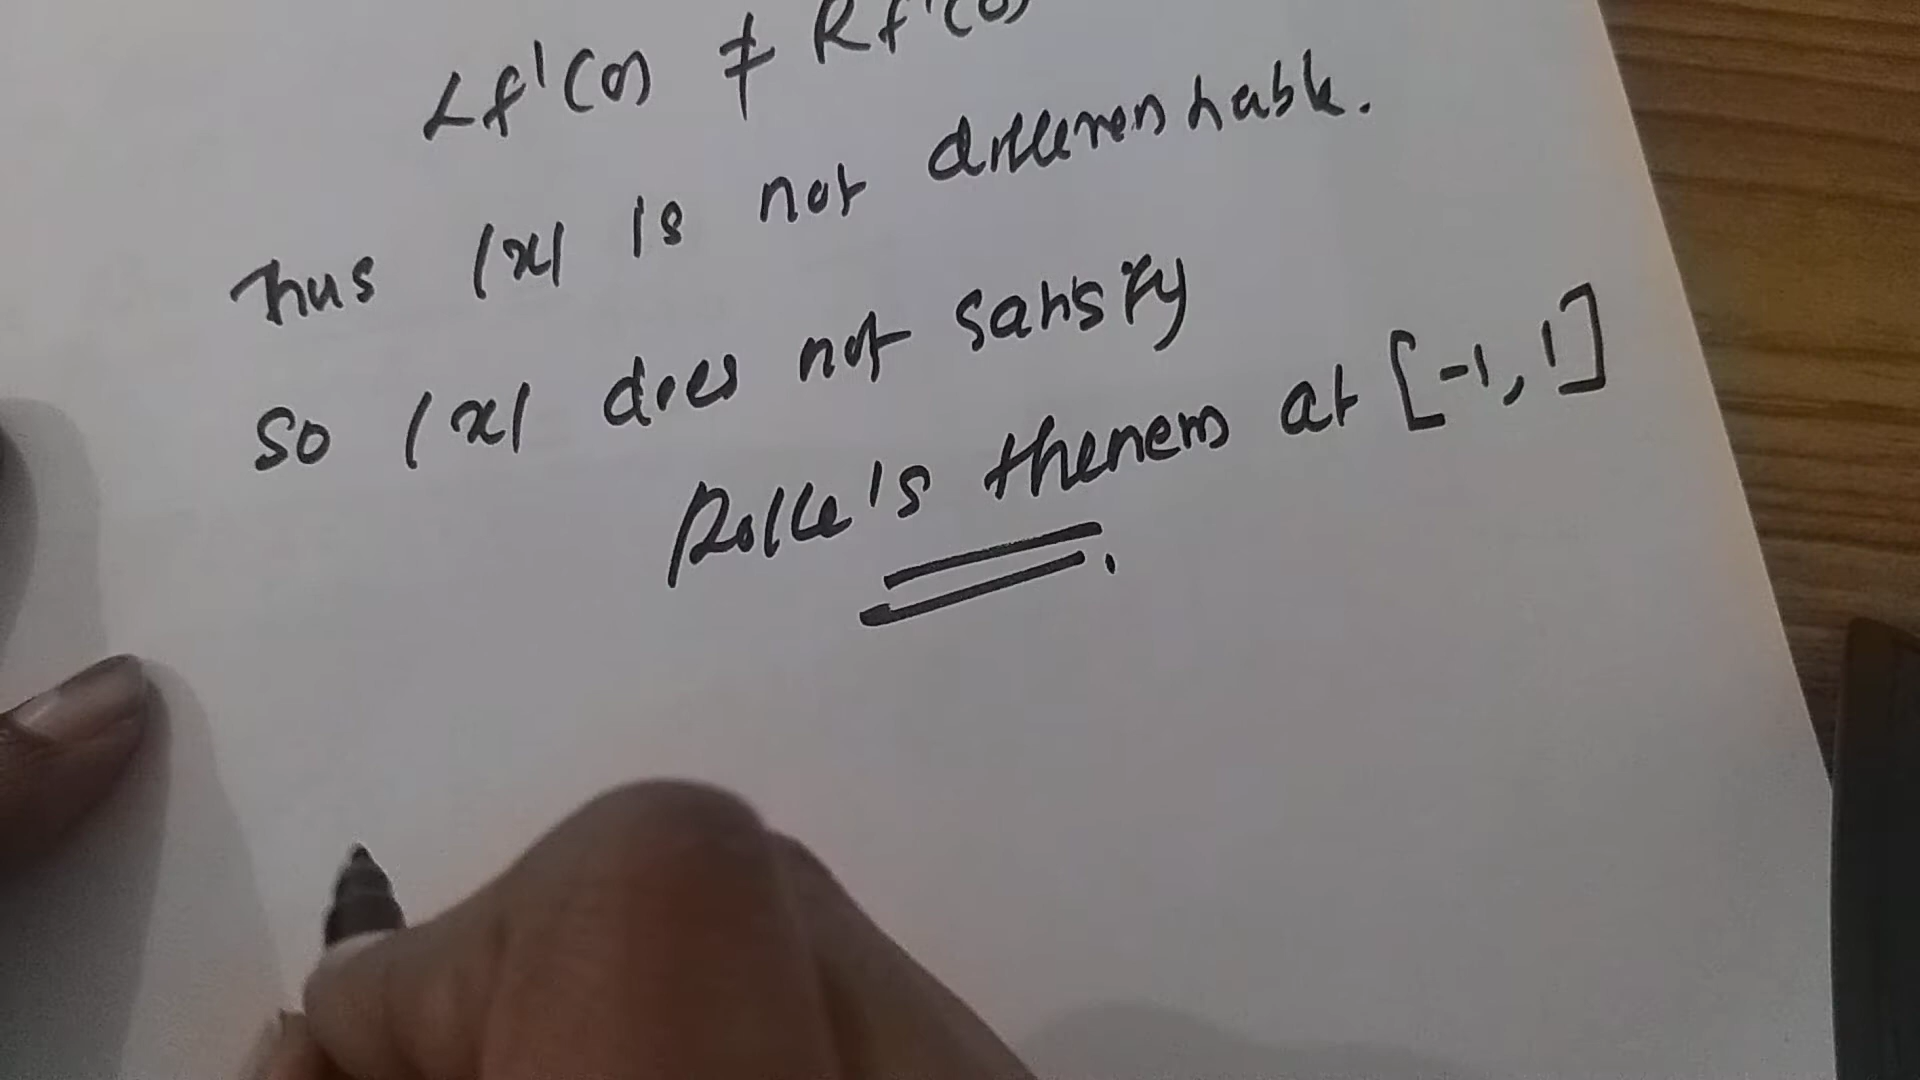 Lf'(0) ≠ Rf'(0)
Thus |x| is not differentiable.
So |x| does not satisfy
Rolle's theorem at [-1, 1]